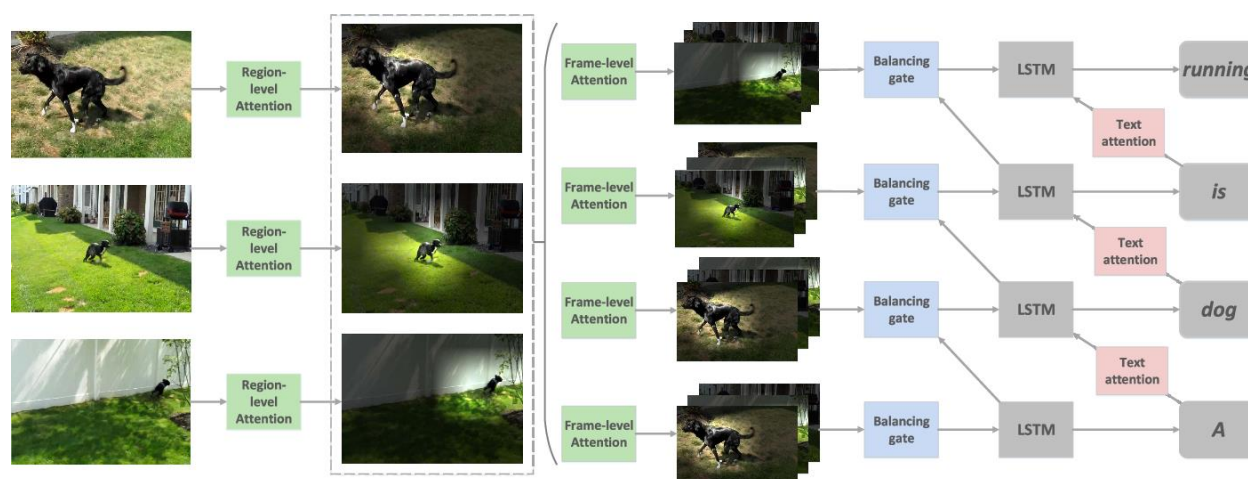 Region-
level
Attention
Frame-level
Attention
Balancing
gate
LSTM
running
Text
attention
Region-
level
Attention
Frame-level
Attention
Balancing
gate
LSTM
is
Text
attention
Frame-level
Attention
Balancing
gate
LSTM
dog
Text
attention
Region-
level
Attention
Frame-level
Attention
Balancing
gate
LSTM
A